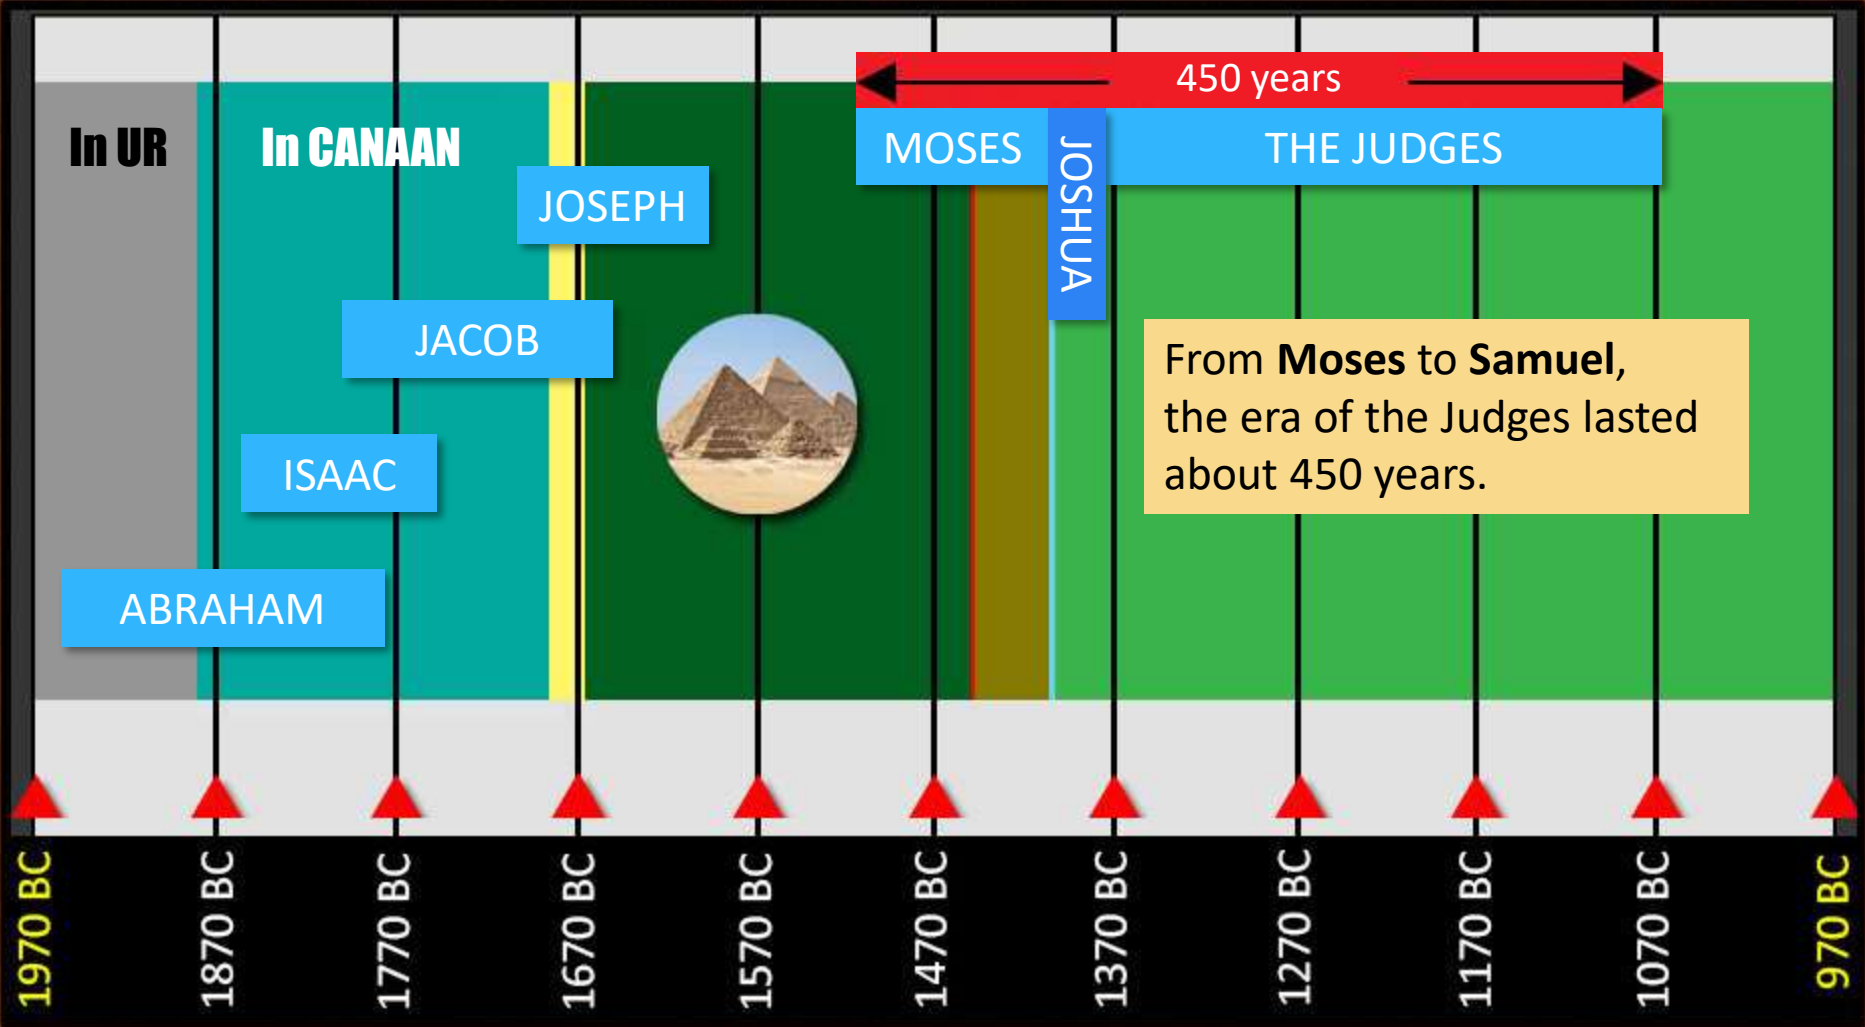 450 years
In UR
In CANAAN
MOSES
JOSHUA
THE JUDGES
JOSEPH
JACOB
From Moses to Samuel,
the era of the Judges lasted
about 450 years.
ISAAC
ABRAHAM
1970 BC
1870 BC
1770 BC
1670 BC
1570 BC
1470 BC
1370 BC
1270 BC
1170 BC
1070 BC
970 BC